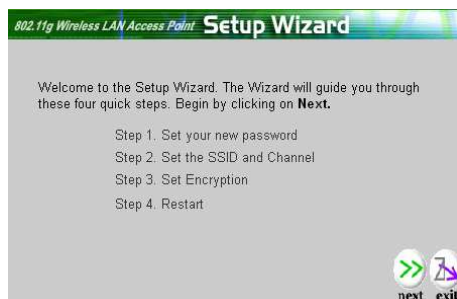 802.11g Wireless LAN Access Point Setup Wizard
Welcome to the Setup Wizard. The Wizard will guide you through
these four quick steps. Begin by clicking on Next.
Step 1. Set your new password
Step 2. Set the SSID and Channel
Step 3. Set Encryption
Step 4. Restart
next exit